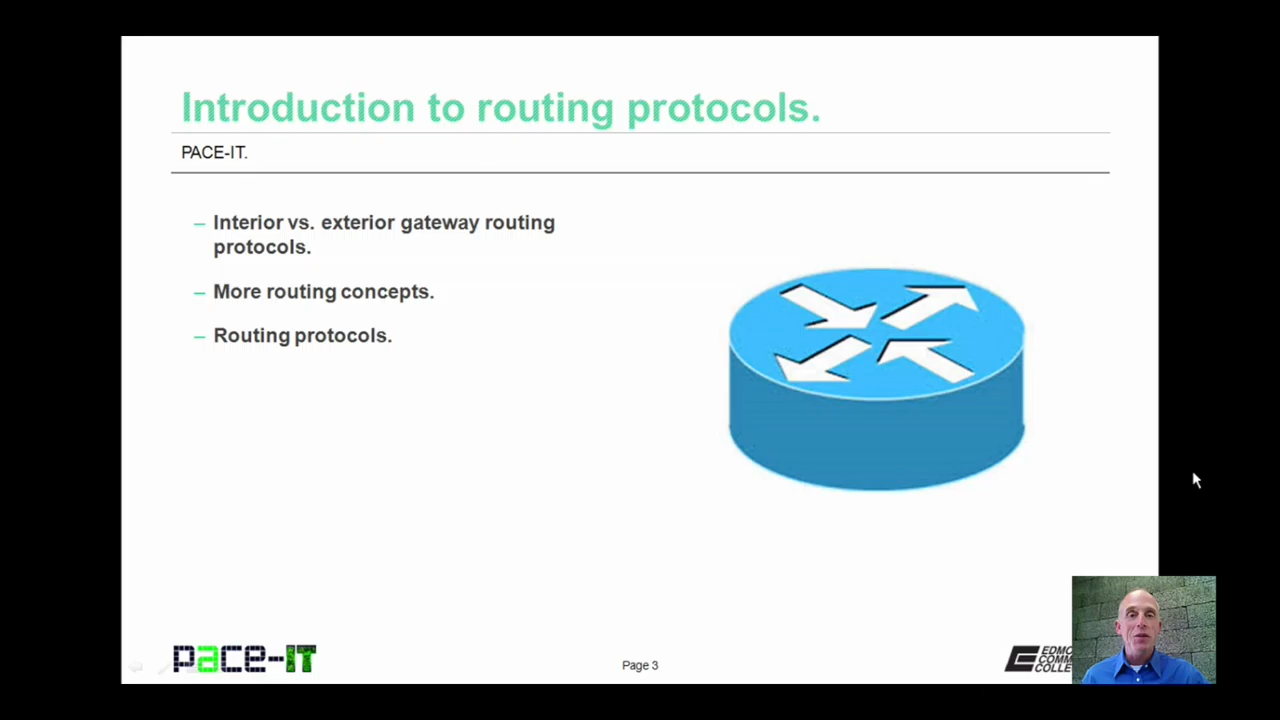 Introduction to routing protocols.
PACE-IT.
– Interior vs. exterior gateway routing
protocols.
– More routing concepts.
– Routing protocols.
pace-IT
Page 3